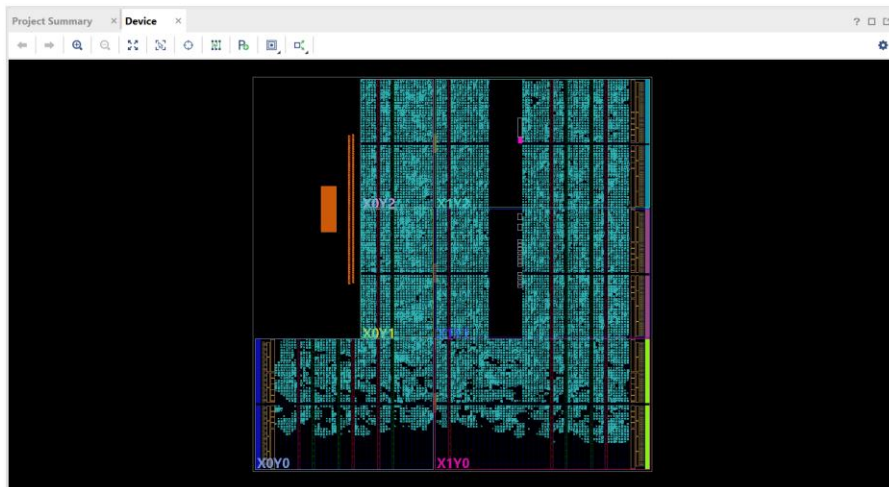 Project Summary × Device ×
? □
X0Y2 X1Y2
X0Y1 X1Y1
X0Y0 X1Y0